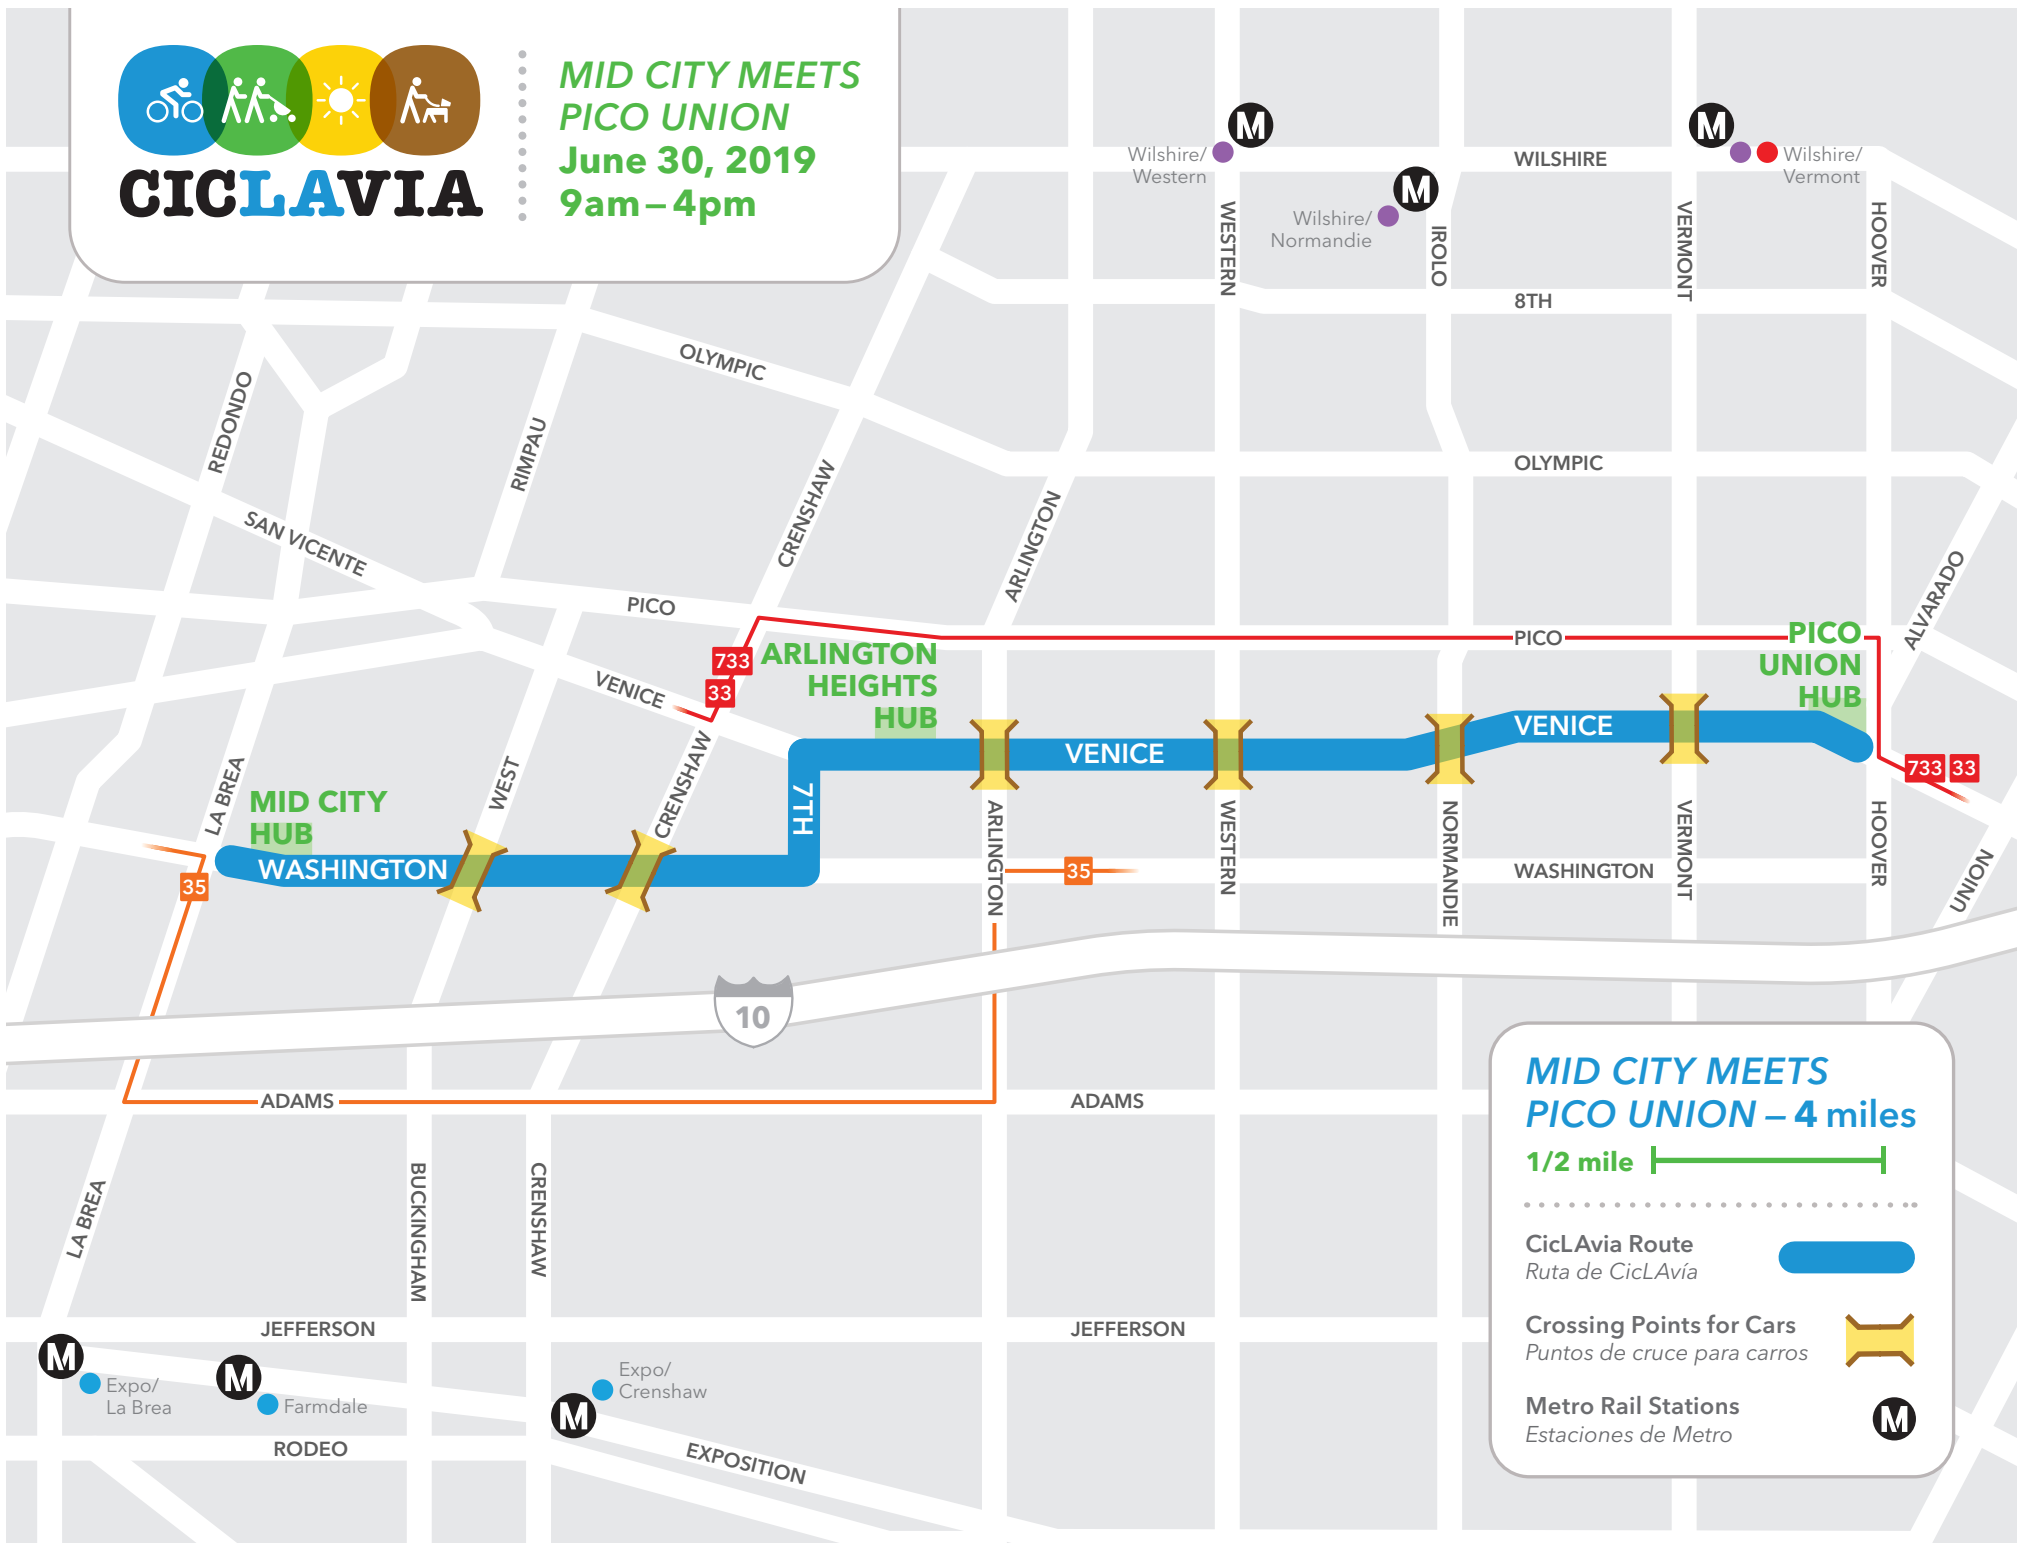 CICLAVIA
MID CITY MEETS
PICO UNION
June 30, 2019
9am – 4pm
M
M
Wilshire/
Western
WILSHIRE
Wilshire/
Vermont
M
Wilshire/
Normandie
WESTERN
IROLO
VERMONT
HOOVER
8TH
OLYMPIC
REDONDO
RIMPAU
CRENSHAW
OLYMPIC
ARLINGTON
SAN VICENTE
ALVARADO
PICO
PICO
PICO
UNION
HUB
733
33
ARLINGTON
HEIGHTS
HUB
VENICE
VENICE
VENICE
733
33
LA BREA
WEST
CRENSHAW
7TH
ARLINGTON
WESTERN
NORMANDIE
VERMONT
HOOVER
MID CITY
HUB
WASHINGTON
35
35
WASHINGTON
UNION
10
ADAMS
ADAMS
LA BREA
BUCKINGHAM
CRENSHAW
JEFFERSON
JEFFERSON
M
Expo/
La Brea
M
Farmdale
M
Expo/
Crenshaw
RODEO
EXPOSITION
MID CITY MEETS
PICO UNION – 4 miles
1/2 mile
CicLAvia Route
Ruta de CicLAvía
Crossing Points for Cars
Puntos de cruce para carros
Metro Rail Stations
Estaciones de Metro
M